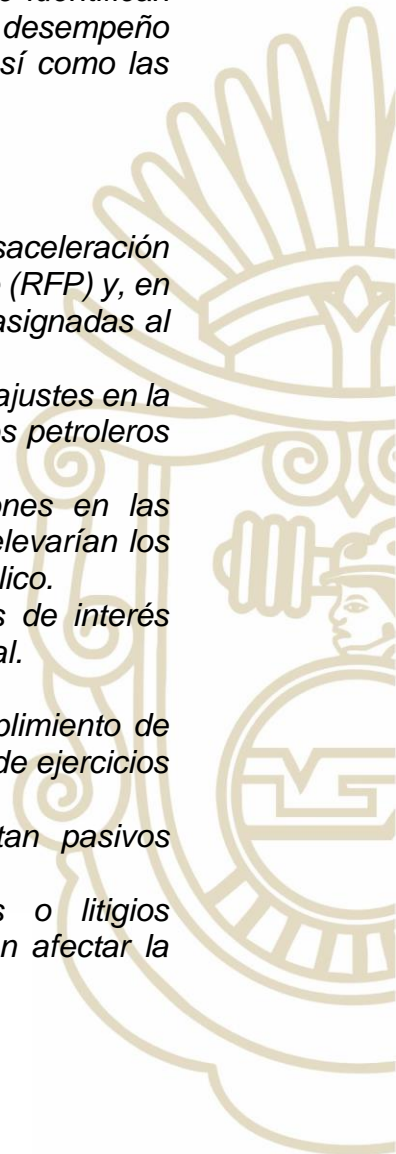 desempeño
sí como las
saceleración
(RFP) y, en
asignadas al
ajustes en la
petroleros
ones en las
elevarían los
lico.
s de interés
al.
plimiento de
de ejercicios
tan pasivos
s o litigios
n afectar la